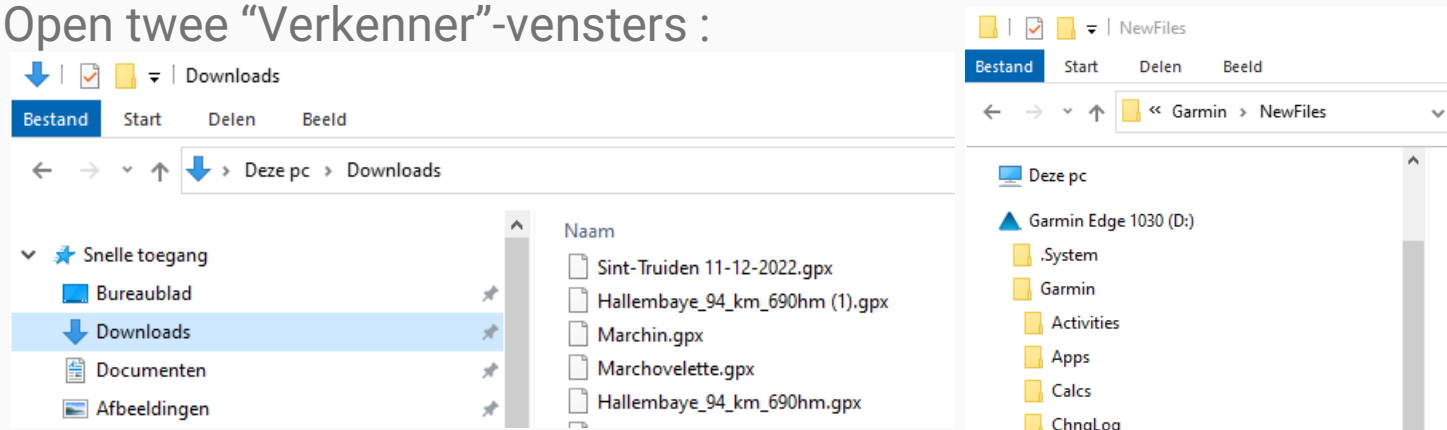 Open twee “Verkenner”-vensters :
Downloads
Bestand Start Delen Beeld
Deze pc > Downloads
Snelle toegang
Bureaublad
Downloads
Documenten
Afbeeldingen
Naam
Sint-Truiden 11-12-2022.gpx
Hallembaye_94_km_690hm (1).gpx
Marchin.gpx
Marchovelette.gpx
Hallembaye_94_km_690hm.gpx
NewFiles
Bestand Start Delen Beeld
« Garmin > NewFiles
Deze pc
Garmin Edge 1030 (D:)
.System
Garmin
Activities
Apps
Calcs
ChngLog